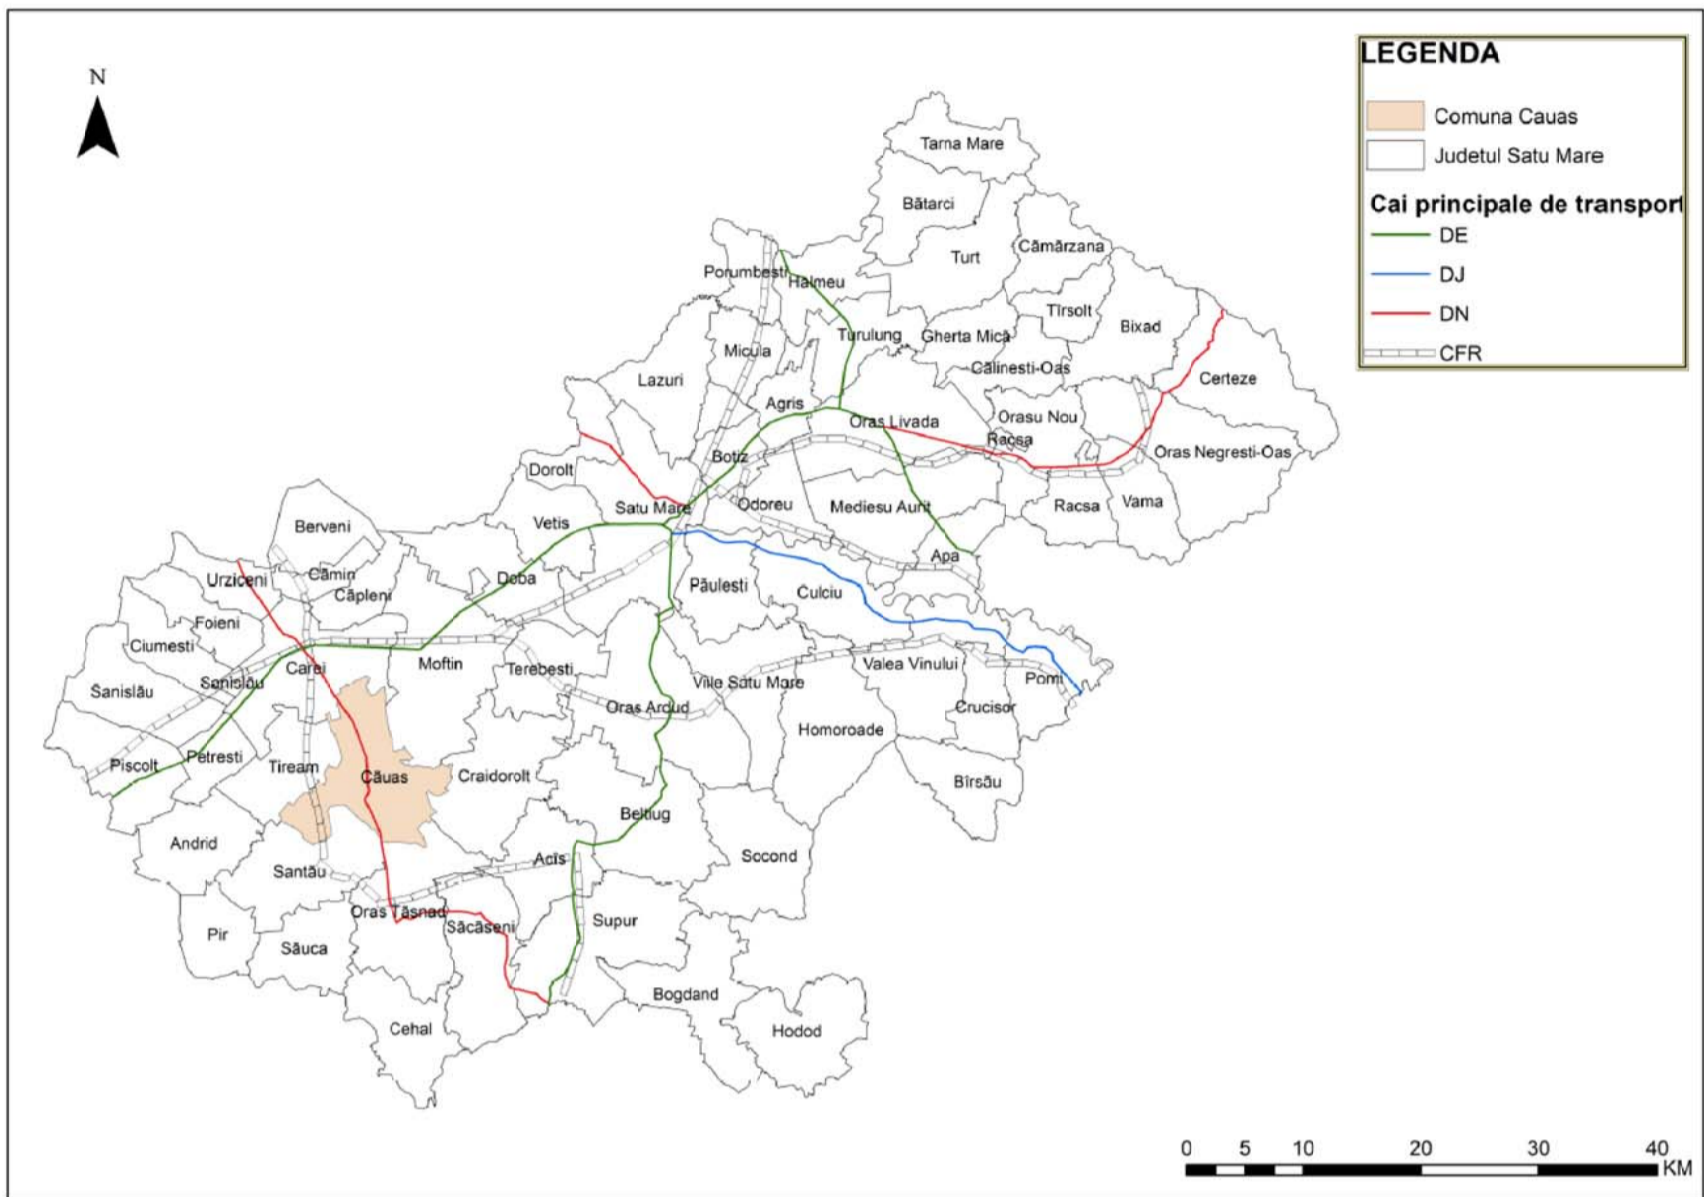 N
LEGENDA
Comuna Cauas
Judetul Satu Mare
Cai principale de transport
DE
DJ
DN
CFR
Tarna Mare
Bătarci
Cămărzana
Turt
Porumbesti
Halmeu
Tîrsolt
Bixad
Turulung
Gherta Mică
Micula
Călinesti-Oas
Lazuri
Certeze
Agris
Orasu Nou
Oras Livada
Racsa
Oras Negresti-Oas
Botiz
Dorolt
Satu Mare
Odoreu
Mediesu Aurit
Racsa
Vama
Vetis
Berveni
Apa
Urziceni
Cămin
Doba
Păulesti
Culciu
Căpleni
Foieni
Ciumesti
Carei
Moftin
Terebesti
Valea Vinului
Sanislău
Sanislău
Viile Satu Mare
Pomi
Oras Ardud
Crucisor
Homoroade
Petresti
Piscolt
Tiream
Căuas
Craidorolt
Bîrsău
Beltiug
Andrid
Socond
Acîs
Santău
Oras Tăsnad
Săcăseni
Supur
Pir
Săuca
Bogdand
Cehal
Hodod
0 5 10 20 30 40
KM